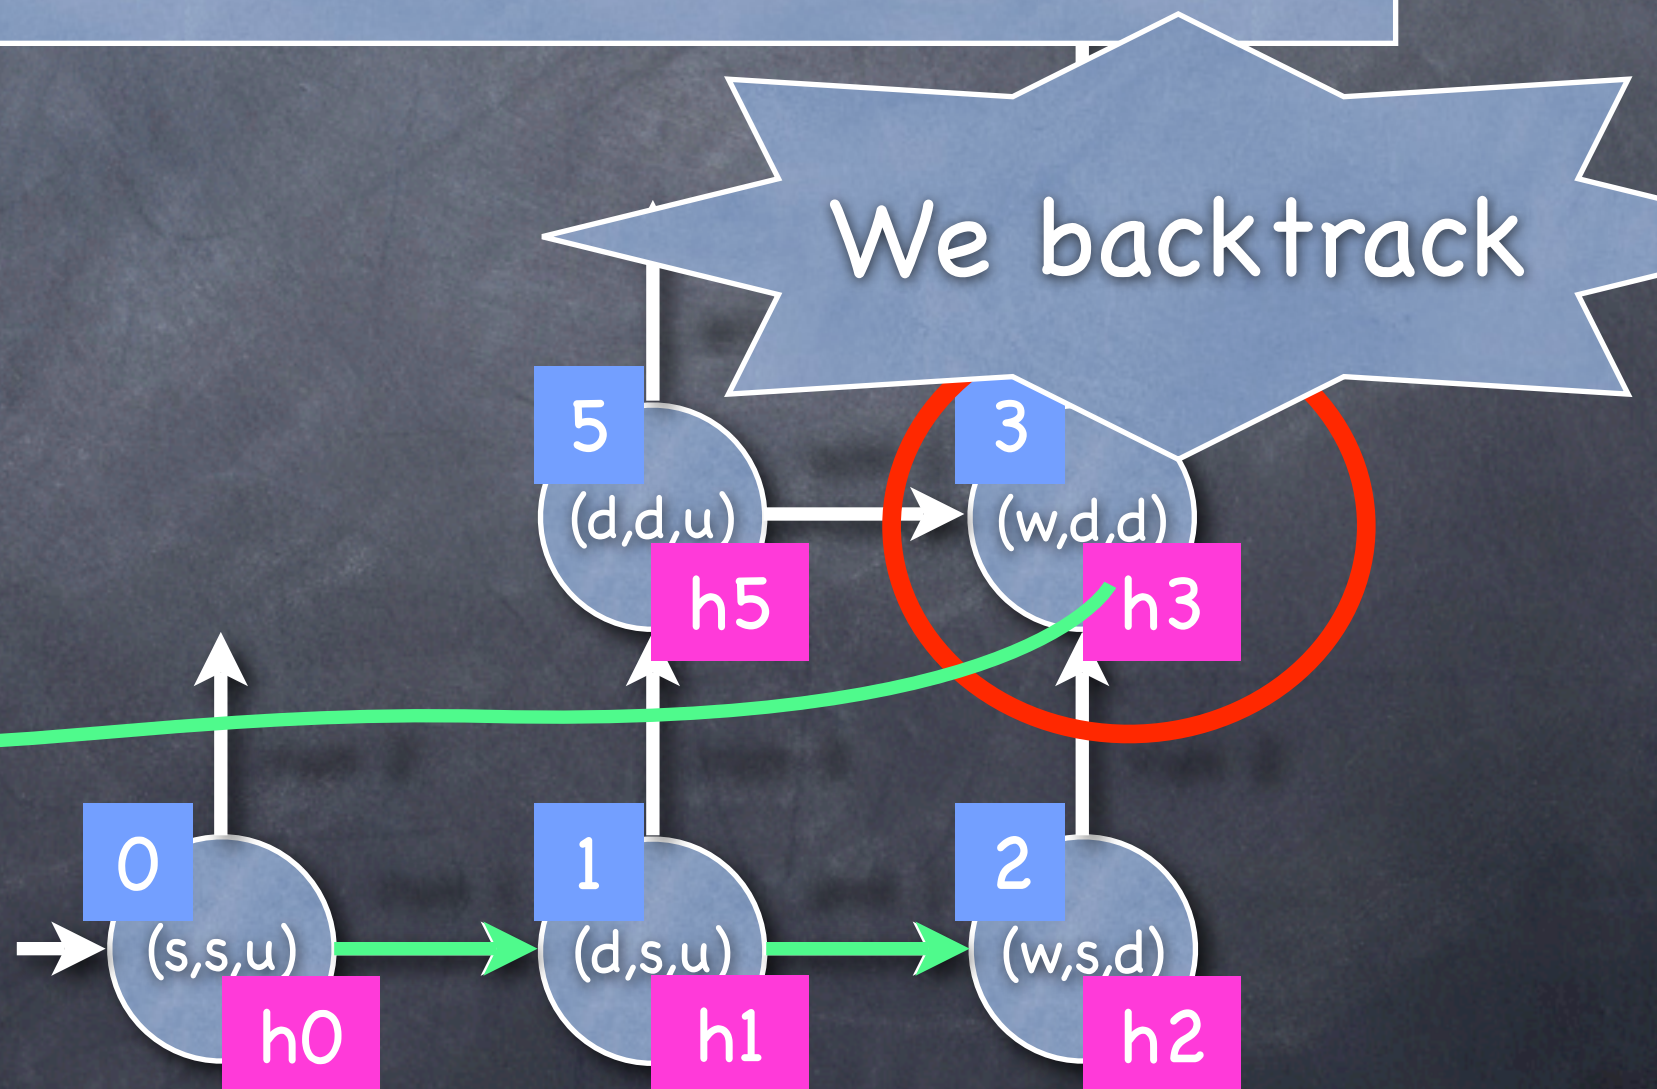 We backtrack
5
3
(d,d,u)
(w,d,d)
h5
h3
0
1
2
(s,s,u)
(d,s,u)
(w,s,d)
h0
h1
h2